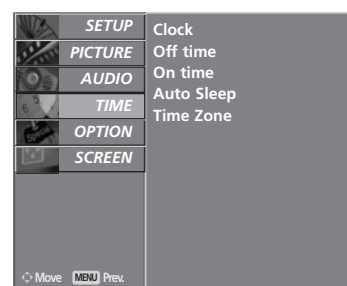 SETUP
PICTURE
AUDIO
TIME
OPTION
SCREEN
Clock
Off time
On time
Auto Sleep
Time Zone
Move MENU Prev.